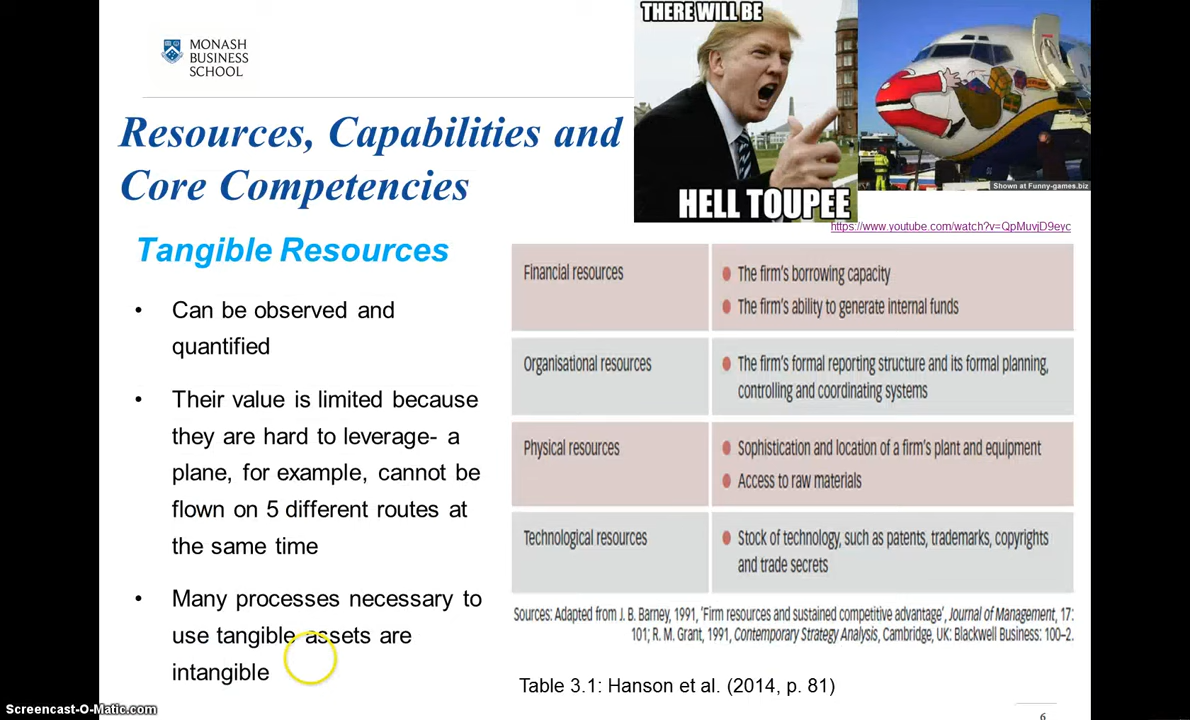 MONASH
BUSINESS
SCHOOL
THERE WILL BE
HELL TOUPEE
Shown at Funny-games.biz
https://www.youtube.com/watch?v=QpMuvjD9eyc
Resources, Capabilities and
Core Competencies
Tangible Resources
• Can be observed and
quantified
• Their value is limited because
they are hard to leverage- a
plane, for example, cannot be
flown on 5 different routes at
the same time
• Many processes necessary to
use tangible assets are
intangible
Financial resources
● The firm's borrowing capacity
● The firm's ability to generate internal funds
Organisational resources
● The firm's formal reporting structure and its formal planning,
controlling and coordinating systems
Physical resources
● Sophistication and location of a firm's plant and equipment
● Access to raw materials
Technological resources
● Stock of technology, such as patents, trademarks, copyrights
and trade secrets
Sources: Adapted from J. B. Barney, 1991, 'Firm resources and sustained competitive advantage', Journal of Management, 17:
101; R. M. Grant, 1991, Contemporary Strategy Analysis, Cambridge, UK: Blackwell Business: 100–2.
Table 3.1: Hanson et al. (2014, p. 81)
6
Screencast-O-Matic.com